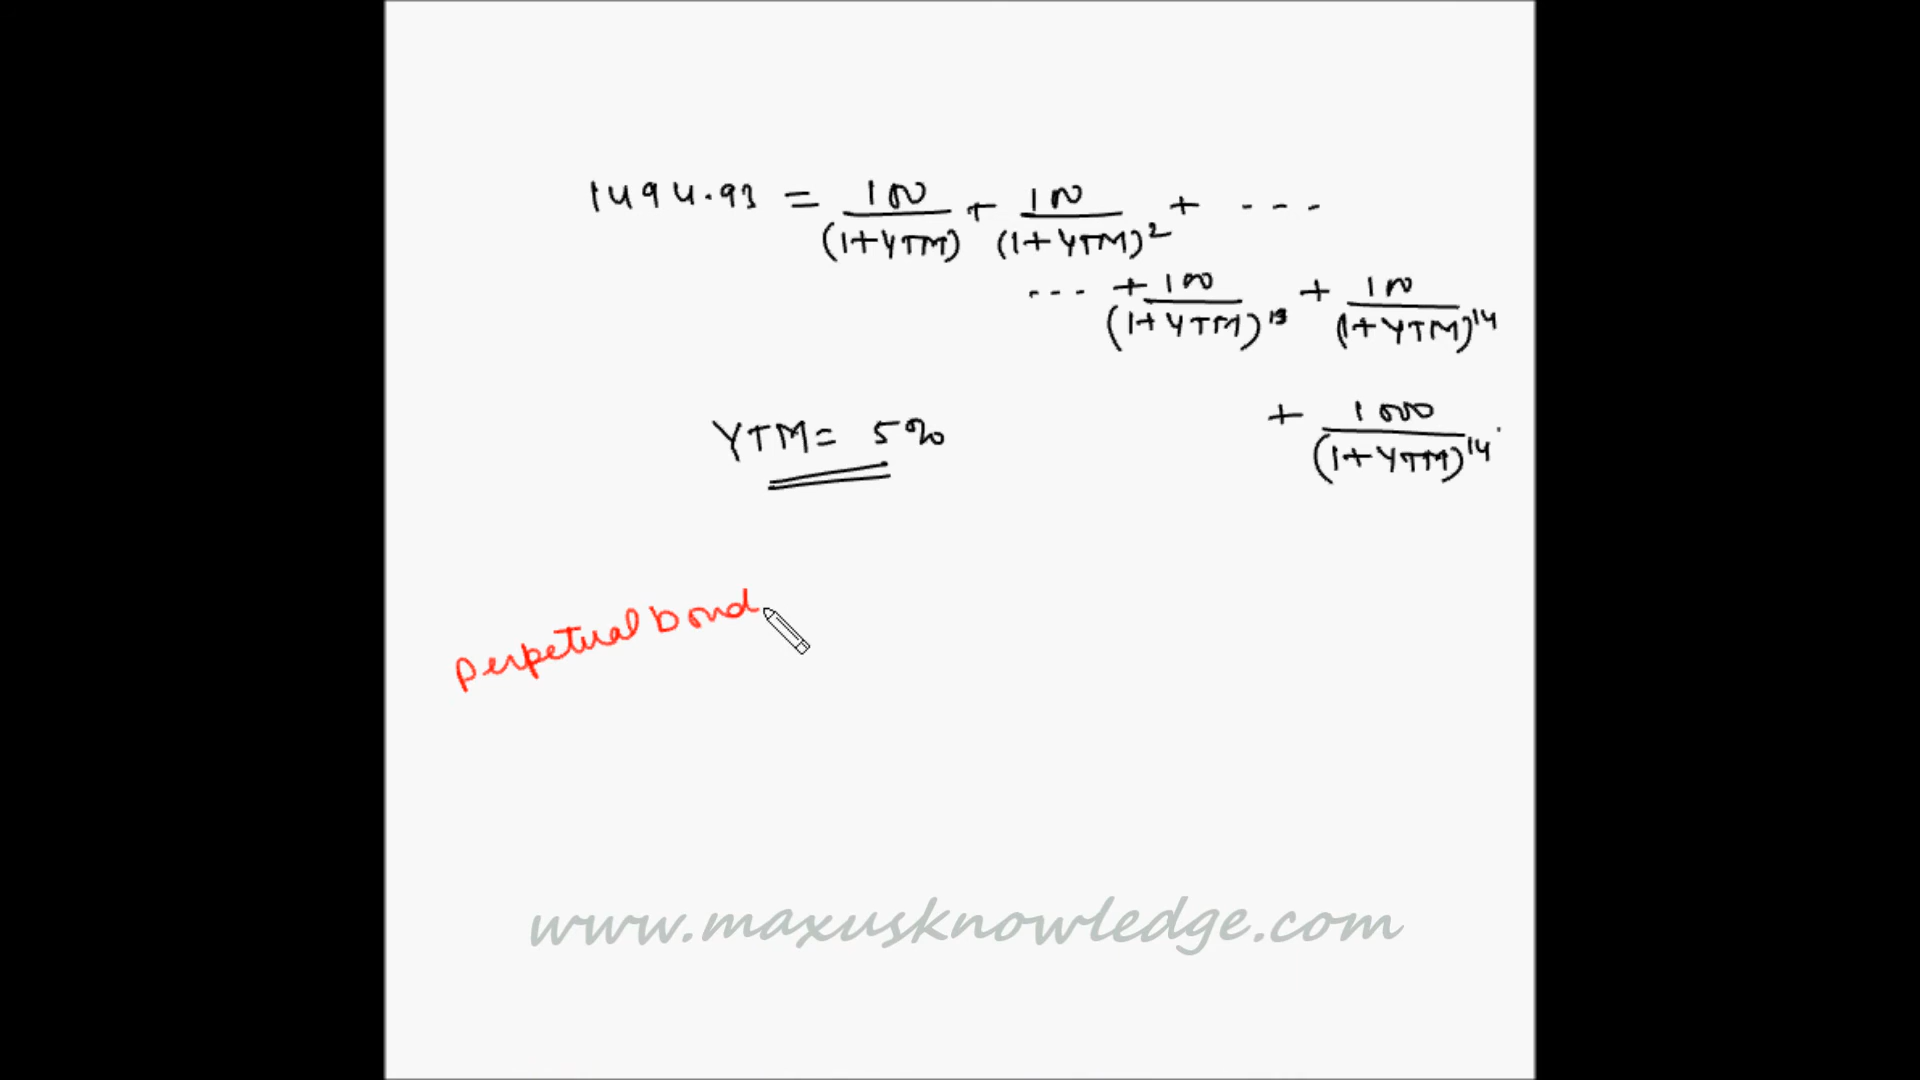 1494.93 = 100/(1+YTM) + 100/(1+YTM)² + ---
--- + 100/(1+YTM)¹³ + 100/(1+YTM)¹⁴
YTM = 5% + 1000/(1+YTM)¹⁴
Perpetual bond
www.maxusknowledge.com